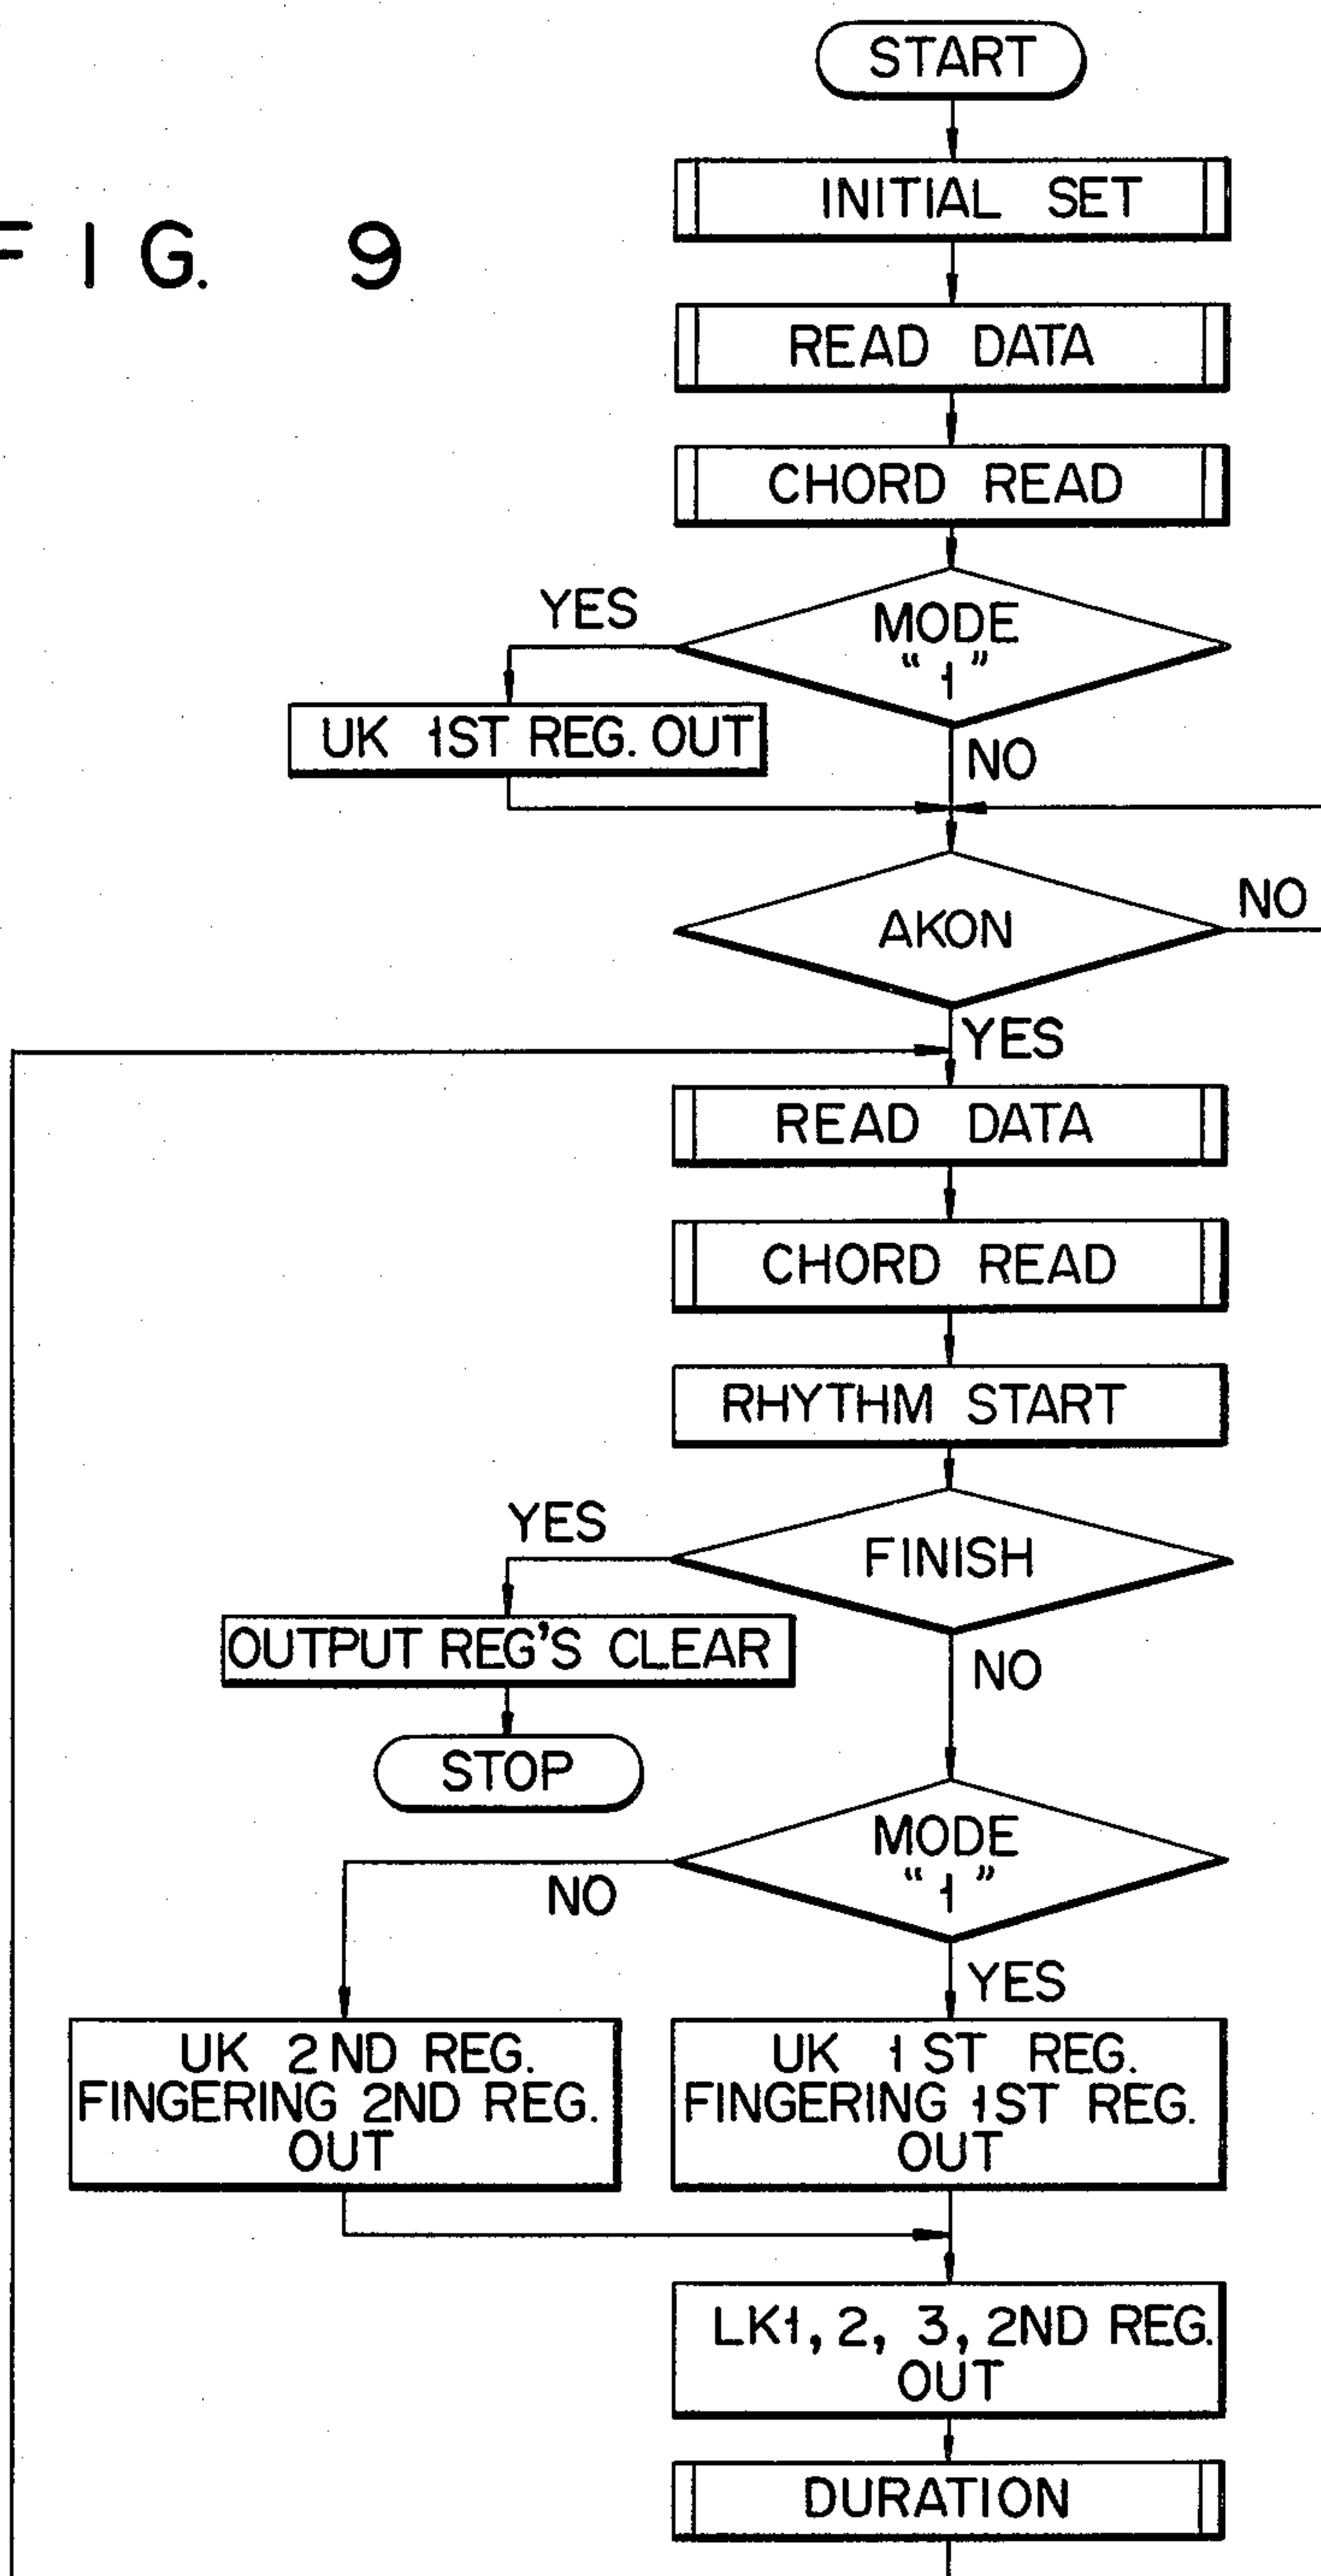 START
INITIAL SET
FIG. 9
READ DATA
CHORD READ
YES
MODE
"1"
UK 1ST REG. OUT
NO
AKON
NO
YES
READ DATA
CHORD READ
RHYTHM START
YES
FINISH
OUTPUT REG'S CLEAR
NO
STOP
MODE
"1"
NO
YES
UK 2ND REG.
FINGERING 2ND REG.
OUT
UK 1ST REG.
FINGERING 1ST REG.
OUT
LK1, 2, 3, 2ND REG.
OUT
DURATION